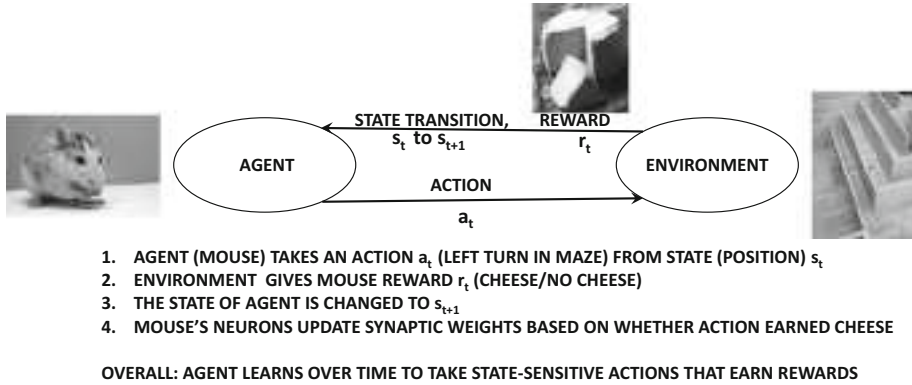 STATE TRANSITION, REWARD
s_t to s_{t+1} r_t
AGENT ENVIRONMENT
ACTION
a_t
1. AGENT (MOUSE) TAKES AN ACTION a_t (LEFT TURN IN MAZE) FROM STATE (POSITION) s_t
2. ENVIRONMENT GIVES MOUSE REWARD r_t (CHEESE/NO CHEESE)
3. THE STATE OF AGENT IS CHANGED TO s_{t+1}
4. MOUSE'S NEURONS UPDATE SYNAPTIC WEIGHTS BASED ON WHETHER ACTION EARNED CHEESE
OVERALL: AGENT LEARNS OVER TIME TO TAKE STATE-SENSITIVE ACTIONS THAT EARN REWARDS